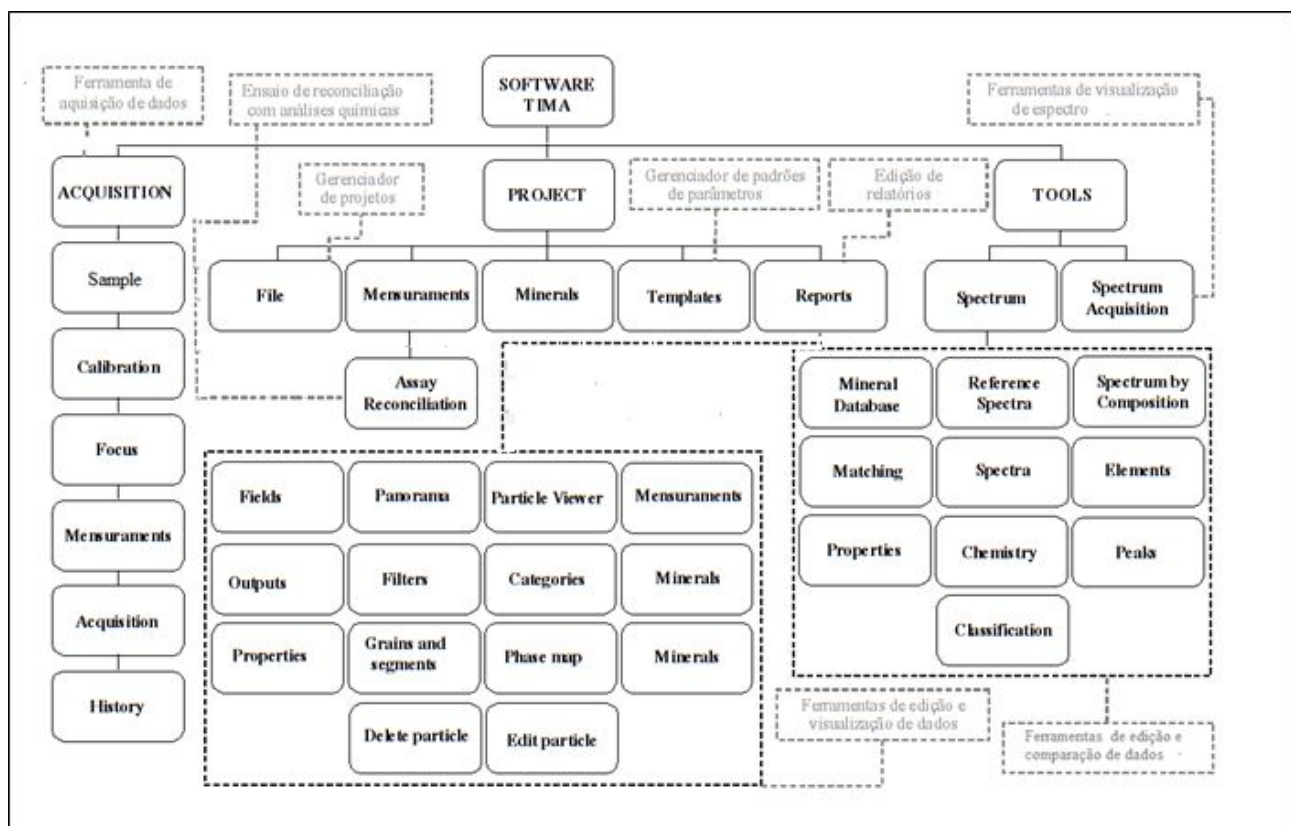 Ferramenta de
aquisição de dados
Ensaio de reconciliação
com análises químicas
SOFTWARE
TIMA
Ferramentas de visualização
de espectro
ACQUISITION
Gerenciador
de projetos
PROJECT
Gerenciador de padrões
de parâmetros
Edição de
relatórios
TOOLS
Sample
File
Mensuraments
Minerals
Templates
Reports
Spectrum
Spectrum
Acquisition
Calibration
Assay
Reconciliation
Mineral
Database
Reference
Spectra
Spectrum by
Composition
Focus
Fields
Panorama
Particle Viewer
Mensuraments
Matching
Spectra
Elements
Mensuraments
Outputs
Filters
Categories
Minerals
Properties
Chemistry
Peaks
Acquisition
Properties
Grains and
segments
Phase map
Minerals
Classification
History
Delete particle
Edit particle
Ferramentas de edição e
visualização de dados
Ferramentas de edição e
comparação de dados